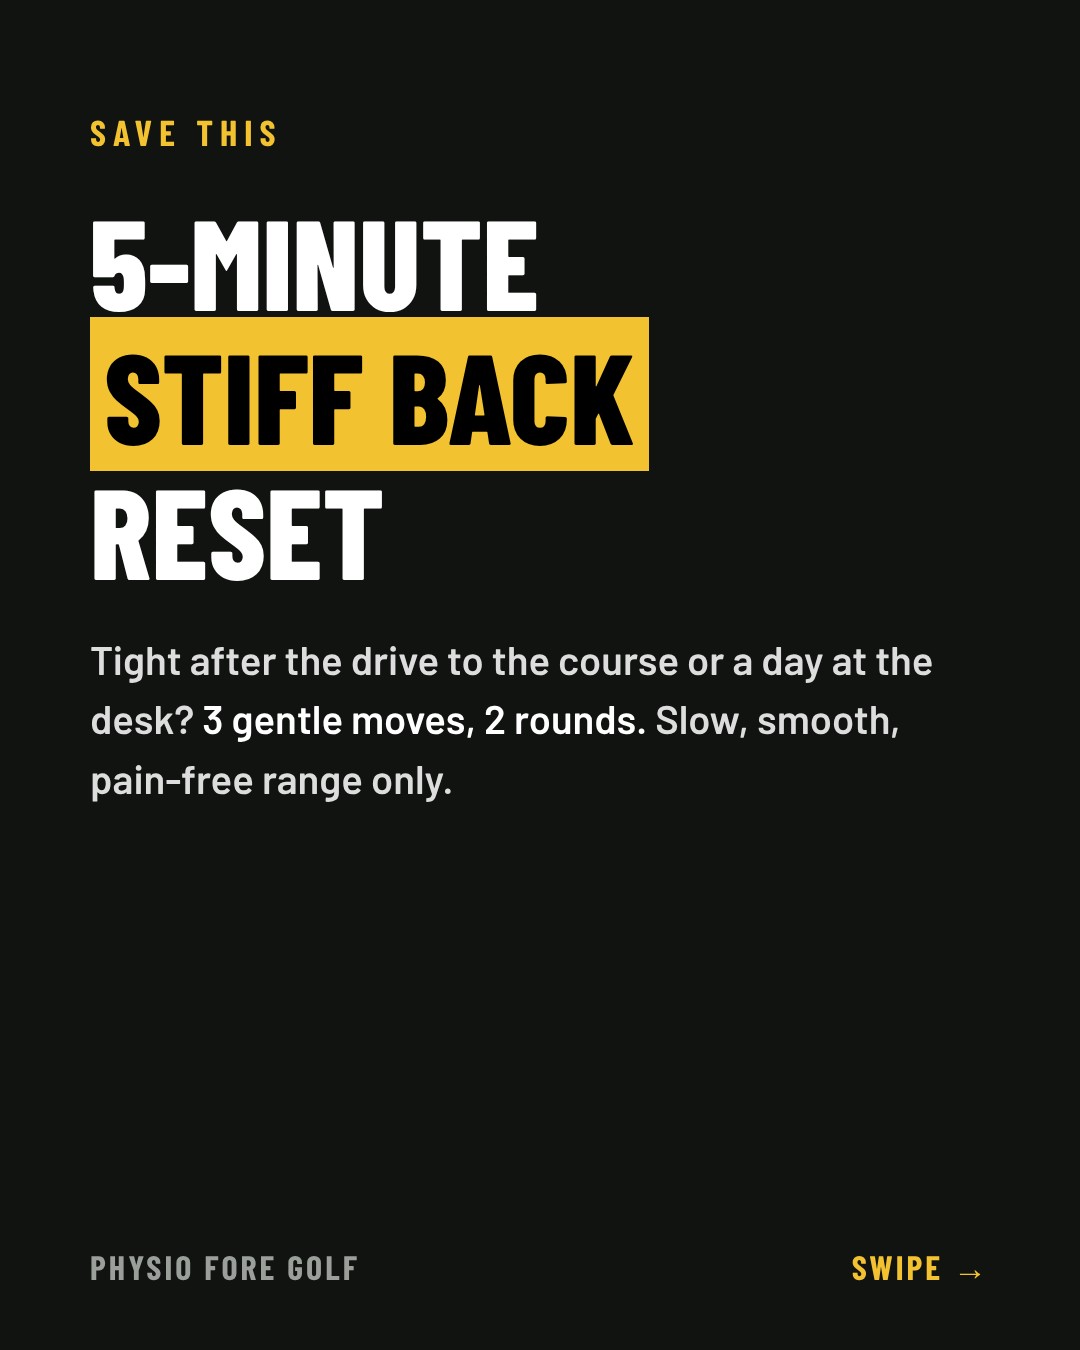 SAVE THIS
5-MINUTE
STIFF BACK
RESET
Tight after the drive to the course or a day at the
desk? 3 gentle moves, 2 rounds. Slow, smooth,
pain-free range only.
PHYSIO FORE GOLF
SWIPE →